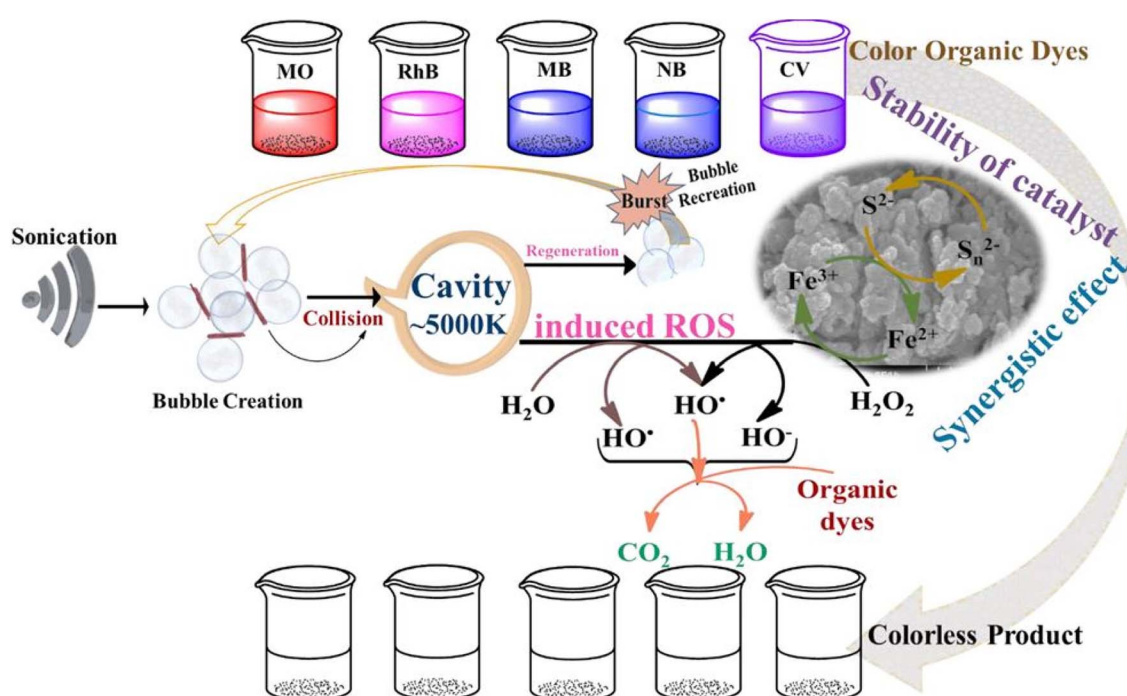 MO
RhB
MB
NB
CV
Color Organic Dyes
Stability of catalyst
Synergistic effect
Burst
Bubble
Recreation
Sonication
Regeneration
S²⁻
Sₙ²⁻
Fe³⁺
Fe²⁺
Cavity
~5000K
Collision
induced ROS
Bubble Creation
H₂O
HO•
H₂O₂
HO•
HO⁻
Organic
dyes
CO₂
H₂O
Colorless Product